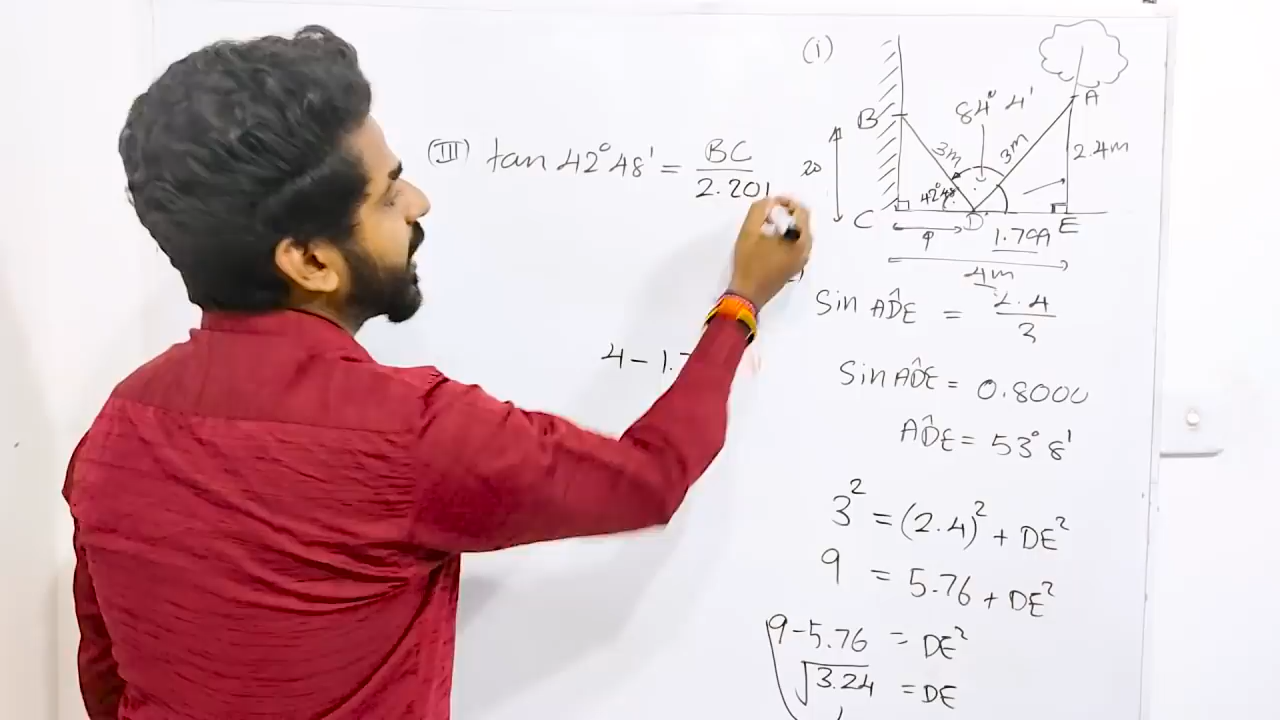 (III) tan 42° 48' = BC / 2.201
4 – 1.7
(i)
A
B
84° 4'
3m
3m
2.4m
20
42° 48'
C
D
E
1.799
4m
Sin AD̂E = 2.4 / 3
Sin AD̂E = 0.8000
AD̂E = 53° 8'
3² = (2.4)² + DE²
9 = 5.76 + DE²
9 – 5.76 = DE²
√3.24 = DE